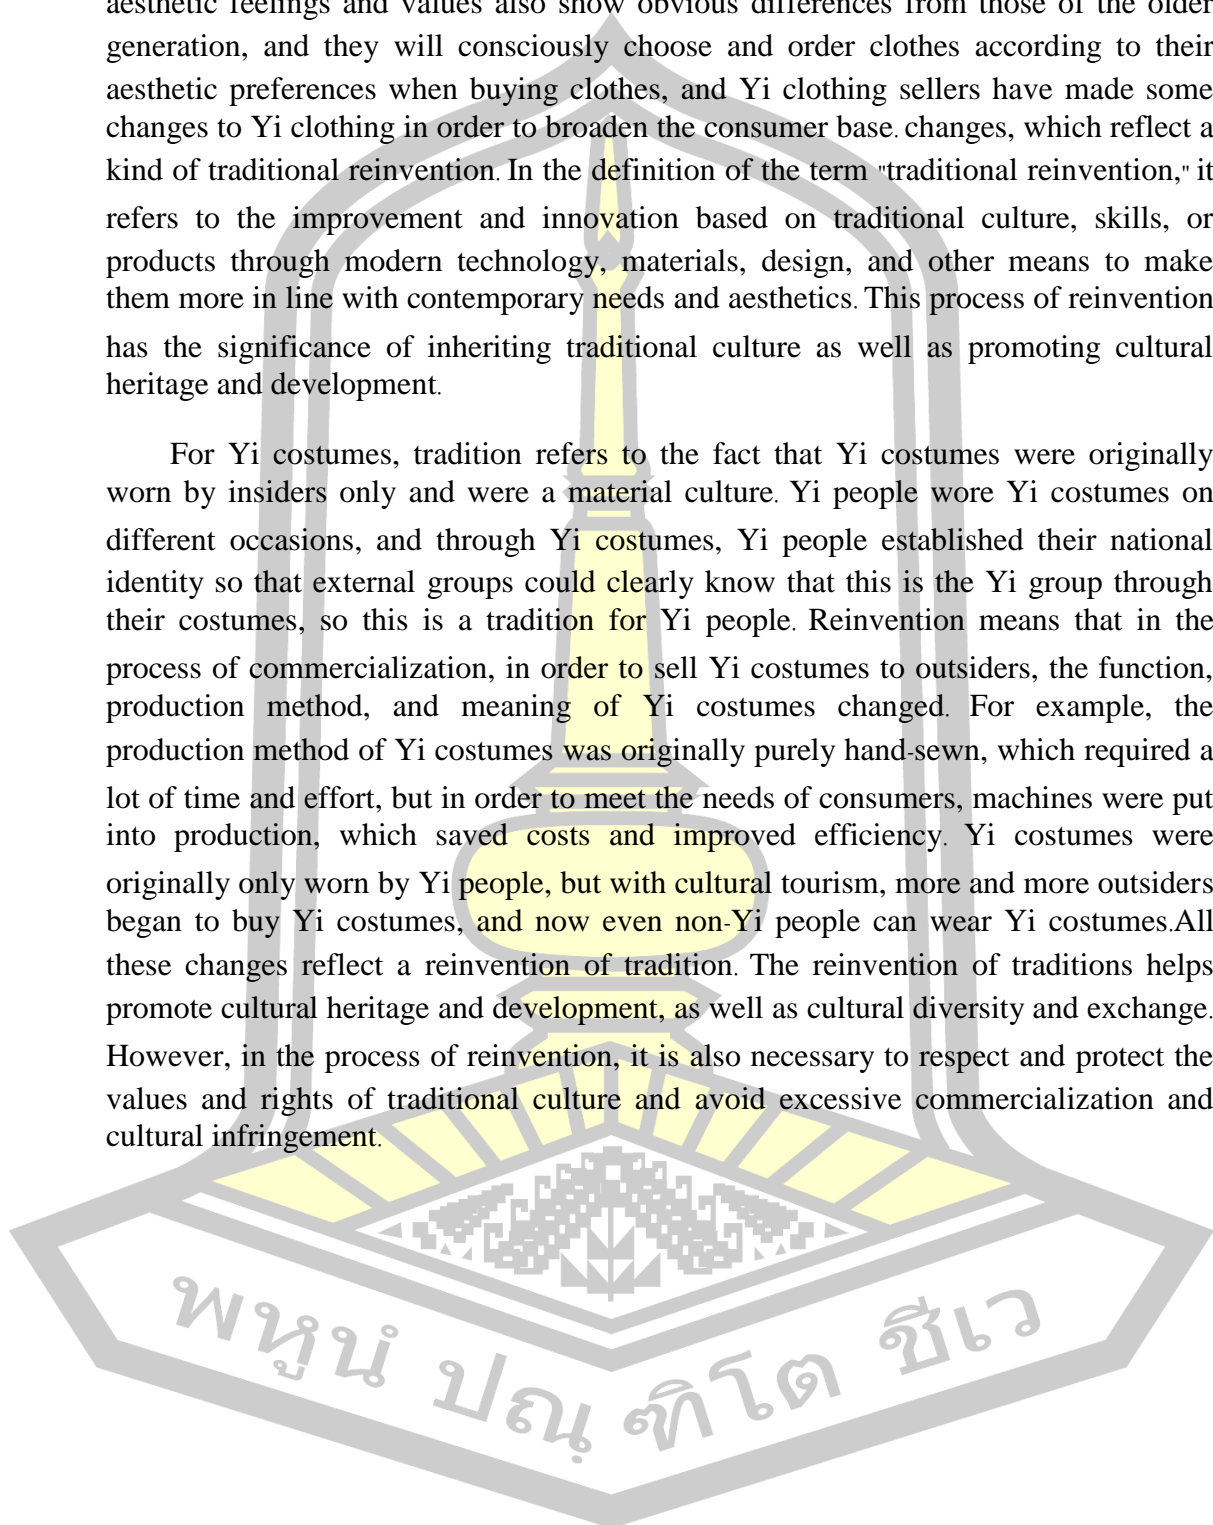 aesthetic feelings and values also show obvious differences from those of the older
generation, and they will consciously choose and order clothes according to their
aesthetic preferences when buying clothes, and Yi clothing sellers have made some
changes to Yi clothing in order to broaden the consumer base. changes, which reflect a
kind of traditional reinvention. In the definition of the term "traditional reinvention," it
refers to the improvement and innovation based on traditional culture, skills, or
products through modern technology, materials, design, and other means to make
them more in line with contemporary needs and aesthetics. This process of reinvention
has the significance of inheriting traditional culture as well as promoting cultural
heritage and development.
For Yi costumes, tradition refers to the fact that Yi costumes were originally
worn by insiders only and were a material culture. Yi people wore Yi costumes on
different occasions, and through Yi costumes, Yi people established their national
identity so that external groups could clearly know that this is the Yi group through
their costumes, so this is a tradition for Yi people. Reinvention means that in the
process of commercialization, in order to sell Yi costumes to outsiders, the function,
production method, and meaning of Yi costumes changed. For example, the
production method of Yi costumes was originally purely hand-sewn, which required a
lot of time and effort, but in order to meet the needs of consumers, machines were put
into production, which saved costs and improved efficiency. Yi costumes were
originally only worn by Yi people, but with cultural tourism, more and more outsiders
began to buy Yi costumes, and now even non-Yi people can wear Yi costumes.All
these changes reflect a reinvention of tradition. The reinvention of traditions helps
promote cultural heritage and development, as well as cultural diversity and exchange.
However, in the process of reinvention, it is also necessary to respect and protect the
values and rights of traditional culture and avoid excessive commercialization and
cultural infringement.
พหูนํ ปณฺ ฑิโต ชีเว